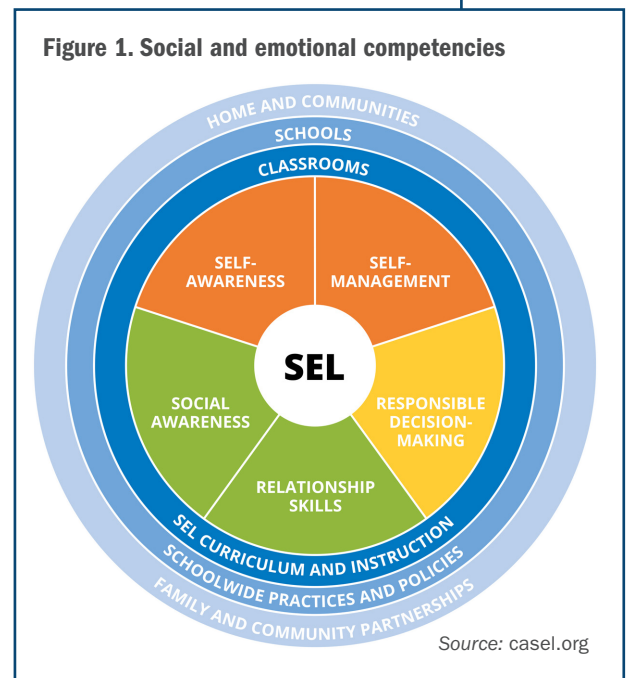 Figure 1. Social and emotional competencies
HOME AND COMMUNITIES
SCHOOLS
CLASSROOMS
SELF-
AWARENESS
SELF-
MANAGEMENT
SEL
SOCIAL
AWARENESS
RESPONSIBLE
DECISION-
MAKING
RELATIONSHIP
SKILLS
SEL CURRICULUM AND INSTRUCTION
SCHOOLWIDE PRACTICES AND POLICIES
FAMILY AND COMMUNITY PARTNERSHIPS
Source: casel.org